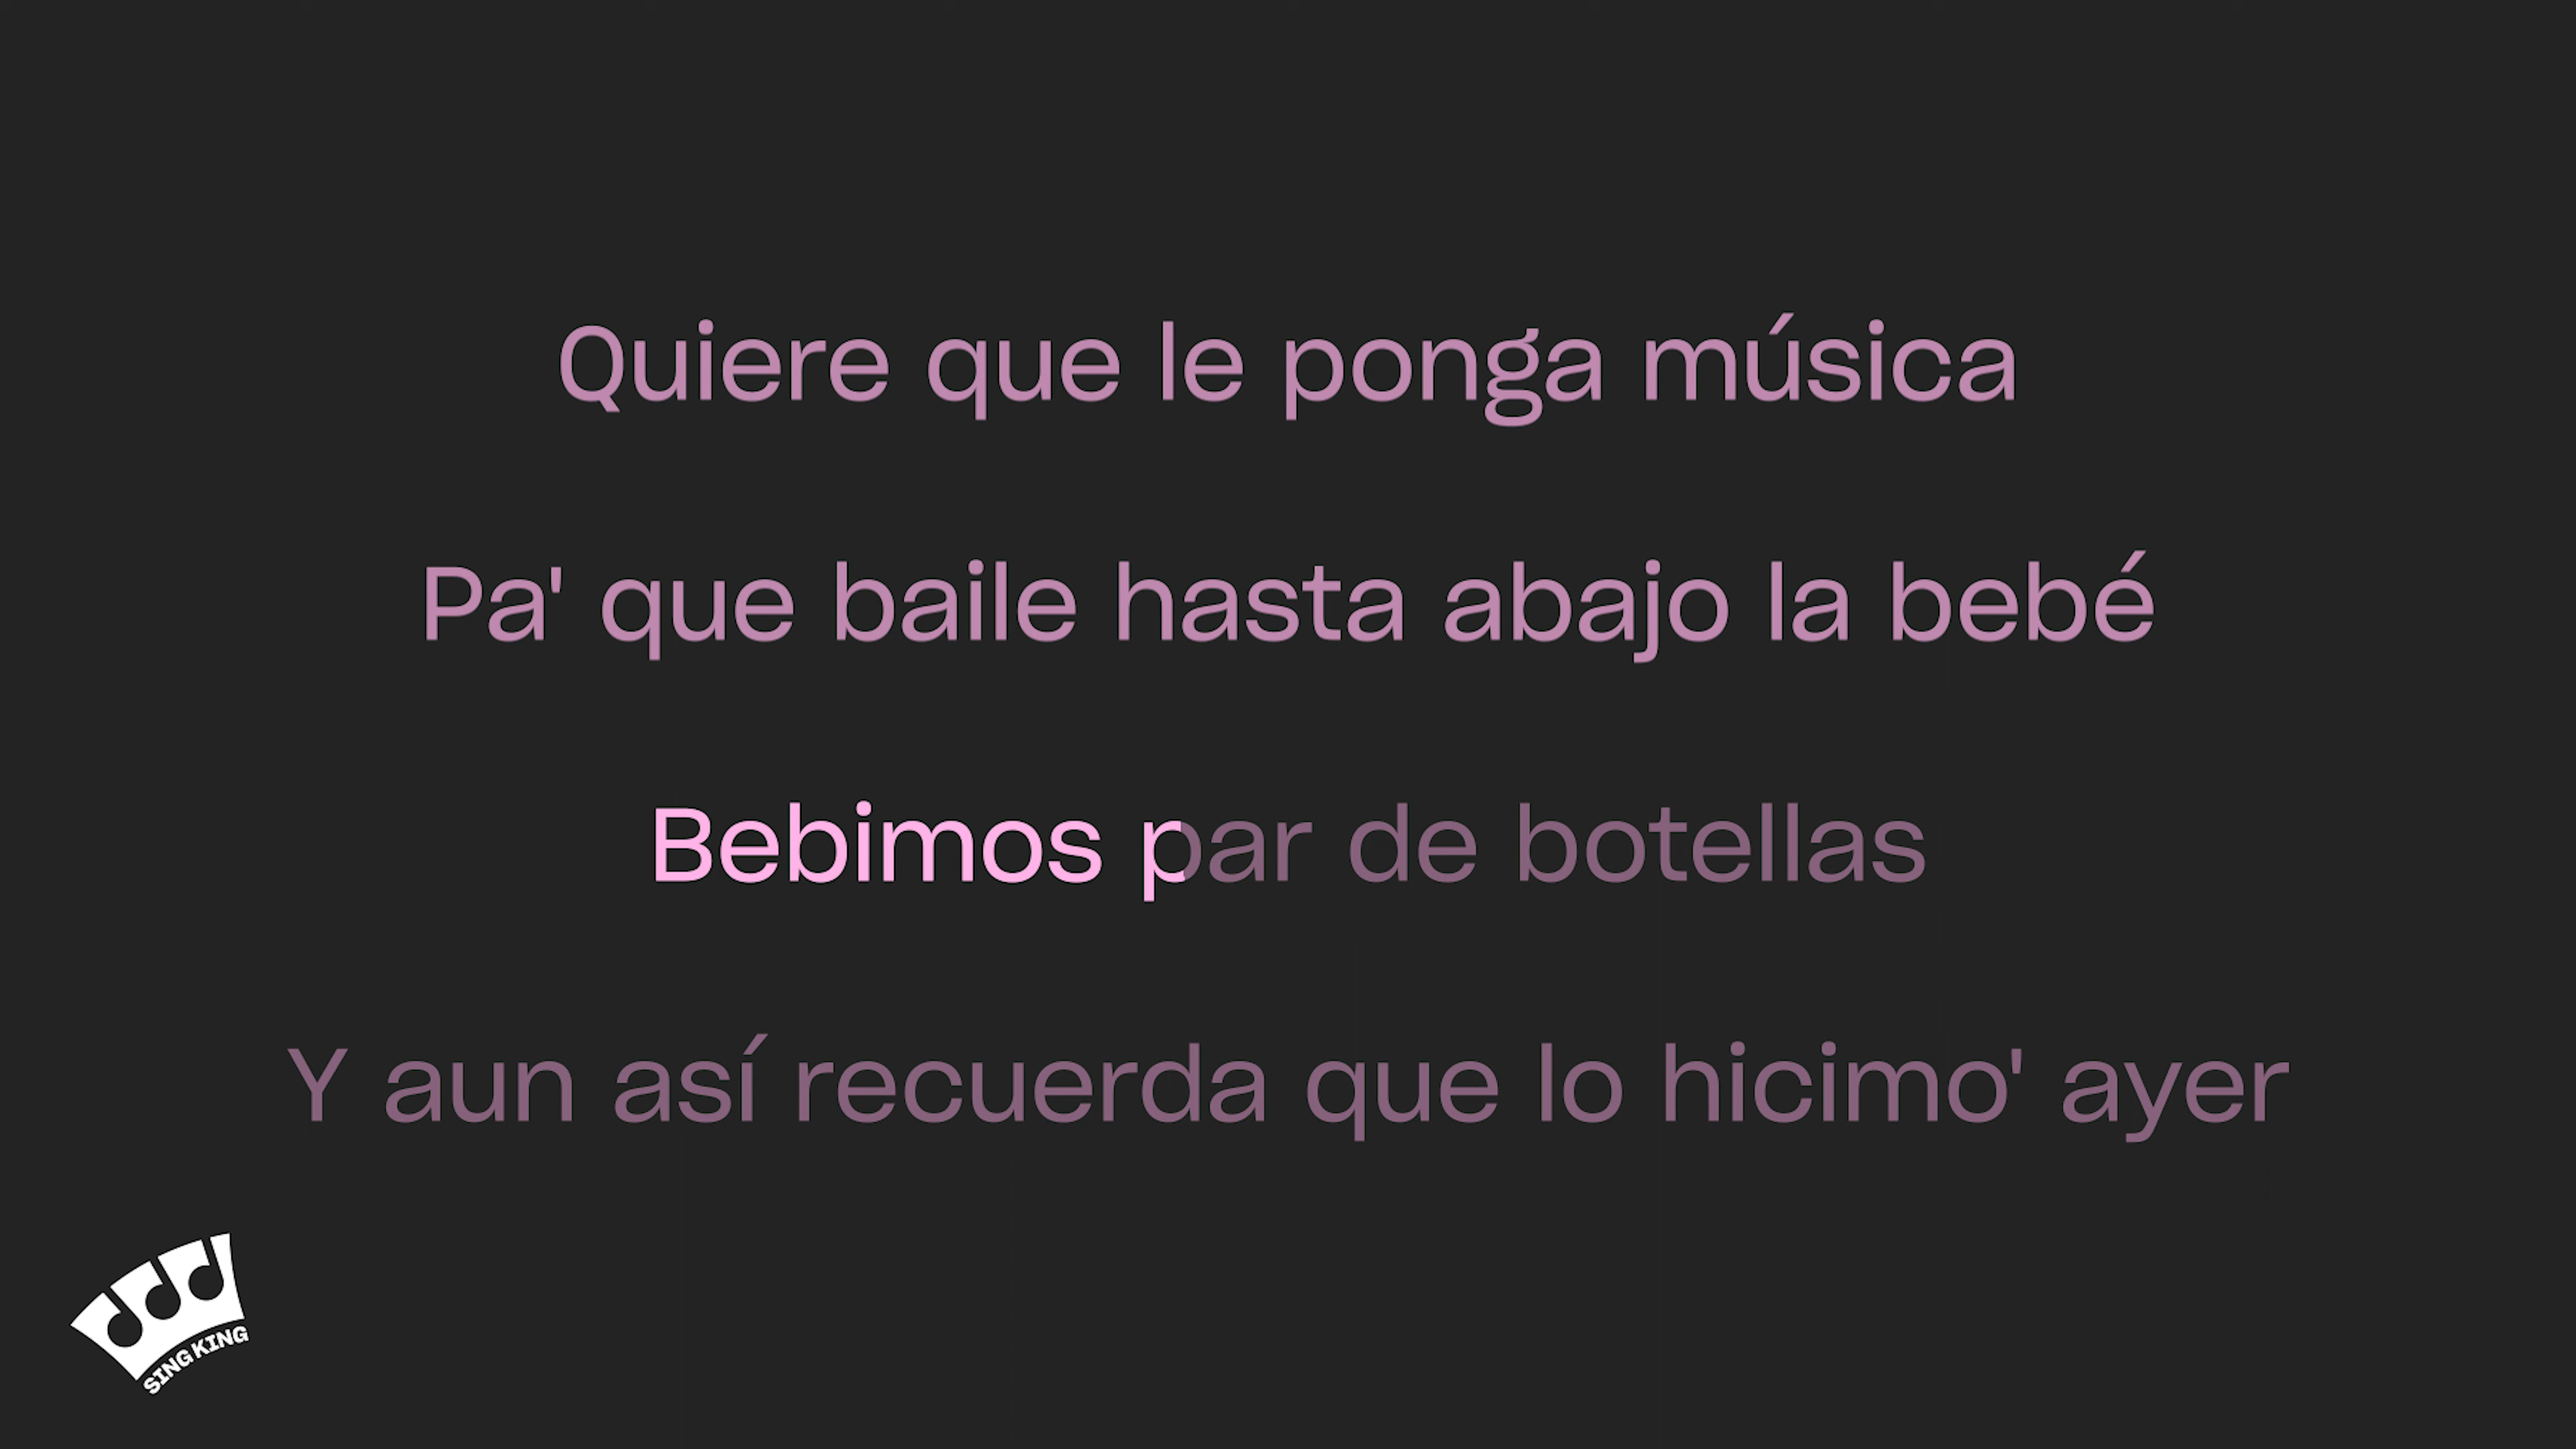 Quiere que le ponga música
Pa' que baile hasta abajo la bebé
Bebimos par de botellas
Y aun así recuerda que lo hicimo' ayer
SING KING